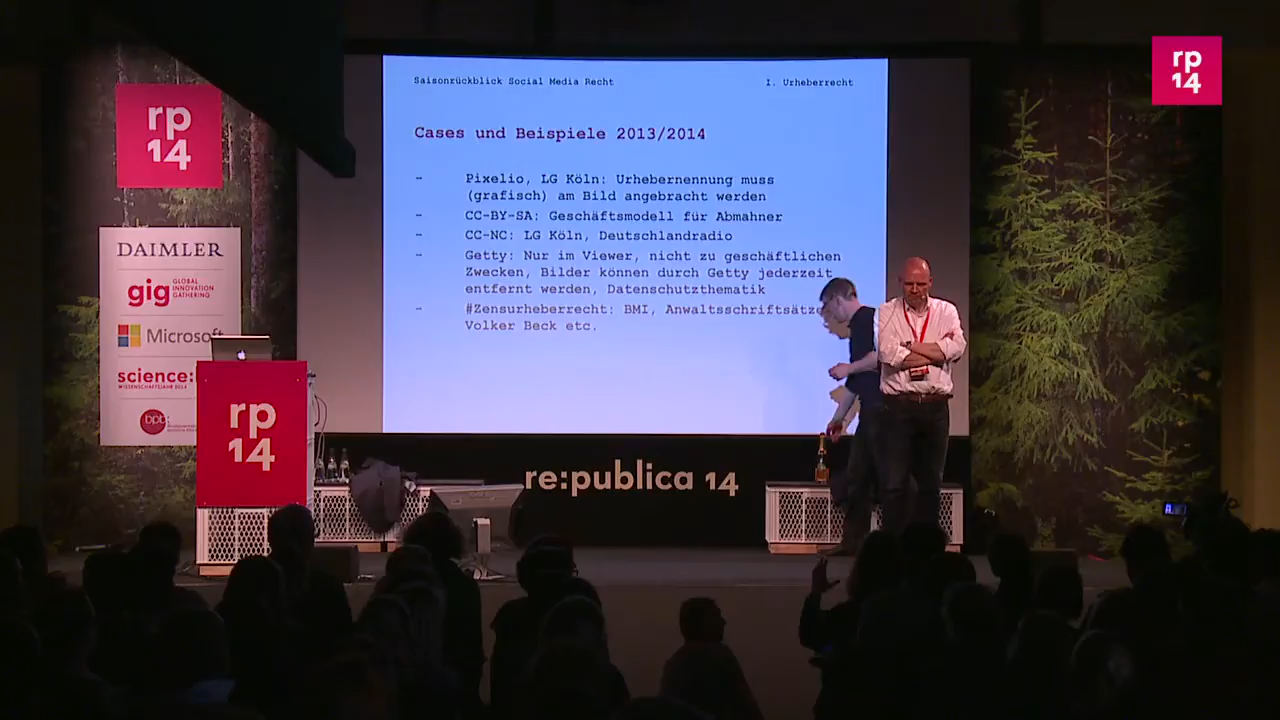 rp
14
Saisonrückblick Social Media Recht
I. Urheberrecht
Cases und Beispiele 2013/2014
- Pixelio, LG Köln: Urhebernennung muss
(grafisch) am Bild angebracht werden
- CC-BY-SA: Geschäftsmodell für Abmahner
- CC-NC: LG Köln, Deutschlandradio
- Getty: Nur im Viewer, nicht zu geschäftlichen
Zwecken, Bilder können durch Getty jederzeit
entfernt werden, Datenschutzthematik
- #Zensurheberrecht: BMI, Anwaltsschriftsätze
Volker Beck etc.
rp
14
DAIMLER
gig GLOBAL
INNOVATION
GATHERING
Microsoft
science:
WISSENSCHAFTSJAHR 2014
bpb:
rp
14
re:publica 14